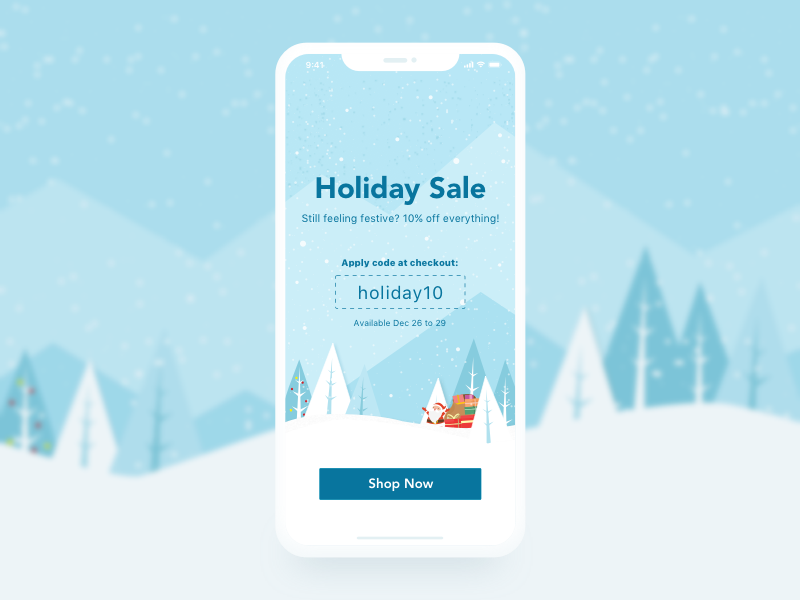 9:41
Holiday Sale
Still feeling festive? 10% off everything!
Apply code at checkout:
holiday10
Available Dec 26 to 29
Shop Now